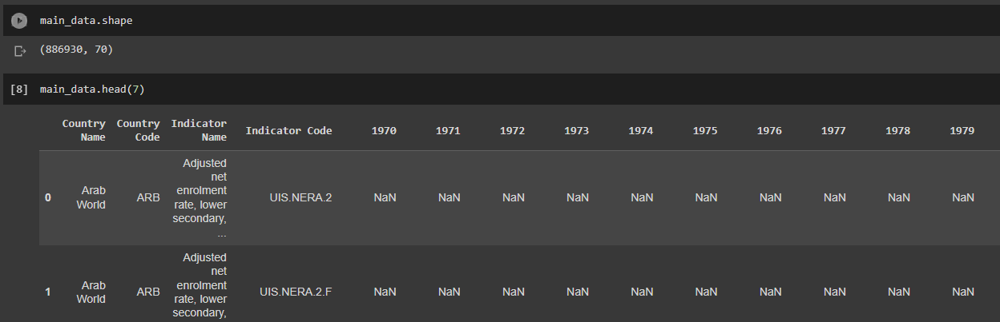 main_data.shape
(886930, 70)
[8] main_data.head(7)
Country Name Country Code Indicator Name Indicator Code 1970 1971 1972 1973 1974 1975 1976 1977 1978 1979
0 Arab World ARB Adjusted net enrolment rate, lower secondary, ... UIS.NERA.2 NaN NaN NaN NaN NaN NaN NaN NaN NaN NaN
1 Arab World ARB Adjusted net enrolment rate, lower secondary, UIS.NERA.2.F NaN NaN NaN NaN NaN NaN NaN NaN NaN NaN